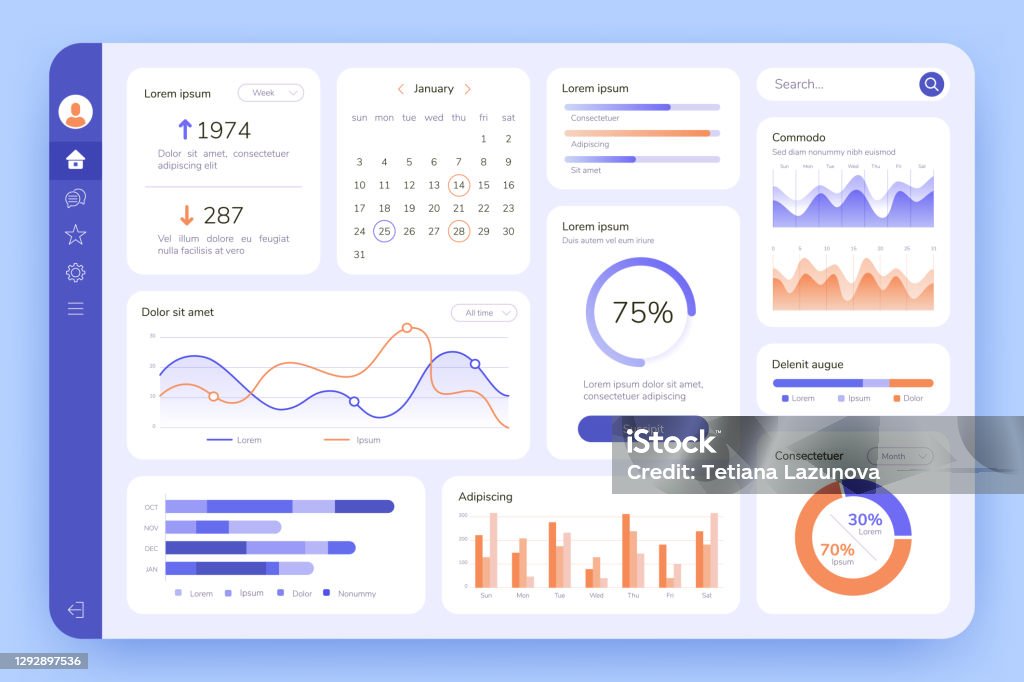 Lorem ipsum
Week
1974
Dolor sit amet, consectetuer
adipiscing elit
287
Vel illum dolore eu feugiat
nulla facilisis at vero
January
sun mon tue wed thu fri sat
1 2
3 4 5 6 7 8 9
10 11 12 13 14 15 16
17 18 19 20 21 22 23
24 25 26 27 28 29 30
31
Lorem ipsum
Consectetuer
Adipiscing
Sit amet
Search...
Commodo
Sed diam nonummy nibh euismod
Sun Mon Tue Wed Thu Fri Sat
0 5 10 15 20 25 31
Lorem ipsum
Duis autem vel eum iriure
75%
Lorem ipsum dolor sit amet,
consectetuer adipiscing
Suscipit
Dolor sit amet
All time
30
20
10
0
Lorem Ipsum
Delenit augue
Lorem Ipsum Dolor
iStock™
Credit: Tetiana Lazunova
Consectetuer
Month
30%
Lorem
70%
Ipsum
OCT
NOV
DEC
JAN
Lorem Ipsum Dolor Nonummy
Adipiscing
300
200
100
0
Sun Mon Tue Wed Thu Fri Sat
1292897536